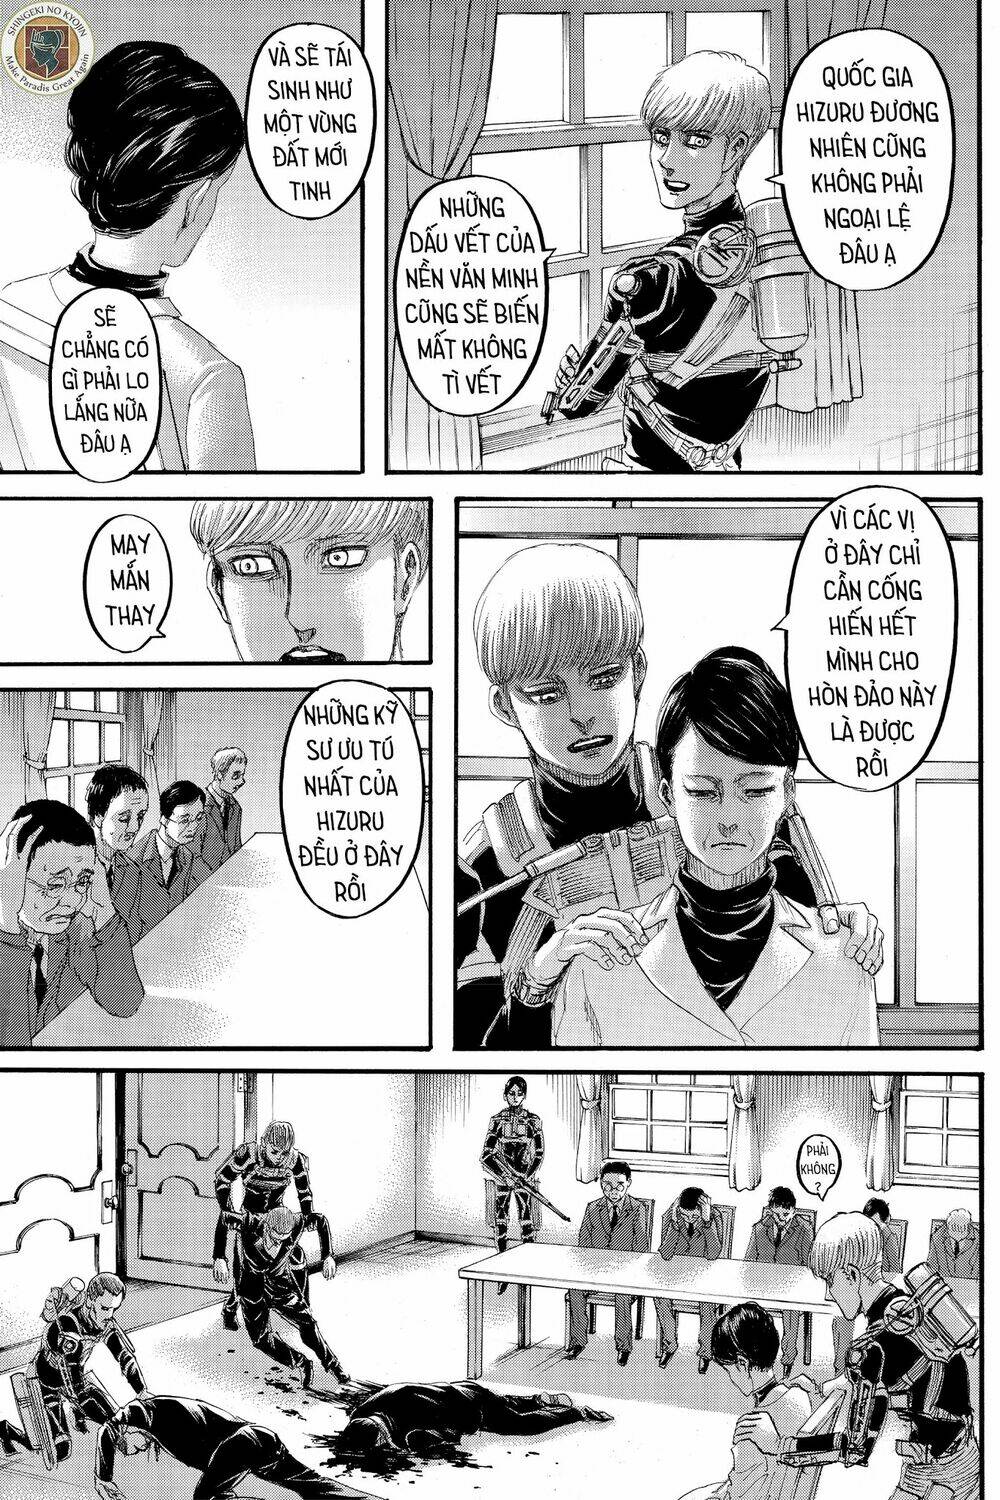 SHINGEKI NO KYOJIN
Make Paradis Great Again
QUỐC GIA
HIZURU ĐƯƠNG
NHIÊN CŨNG
KHÔNG PHẢI
NGOẠI LỆ
ĐÂU Ạ
NHỮNG
DẤU VẾT CỦA
NỀN VĂN MINH
CŨNG SẼ BIẾN
MẤT KHÔNG
TÌ VẾT
VÀ SẼ TÁI
SINH NHƯ
MỘT VÙNG
ĐẤT MỚI
TINH
SẼ
CHẲNG CÓ
GÌ PHẢI LO
LẮNG NỮA
ĐÂU Ạ
VÌ CÁC VỊ
Ở ĐÂY CHỈ
CẦN CỐNG
HIẾN HẾT
MÌNH CHO
HÒN ĐẢO NÀY
LÀ ĐƯỢC
RỒI
MAY
MẮN
THAY
NHỮNG KỸ
SƯ ƯU TÚ
NHẤT CỦA
HIZURU
ĐỀU Ở ĐÂY
RỒI
PHẢI
KHÔNG
?